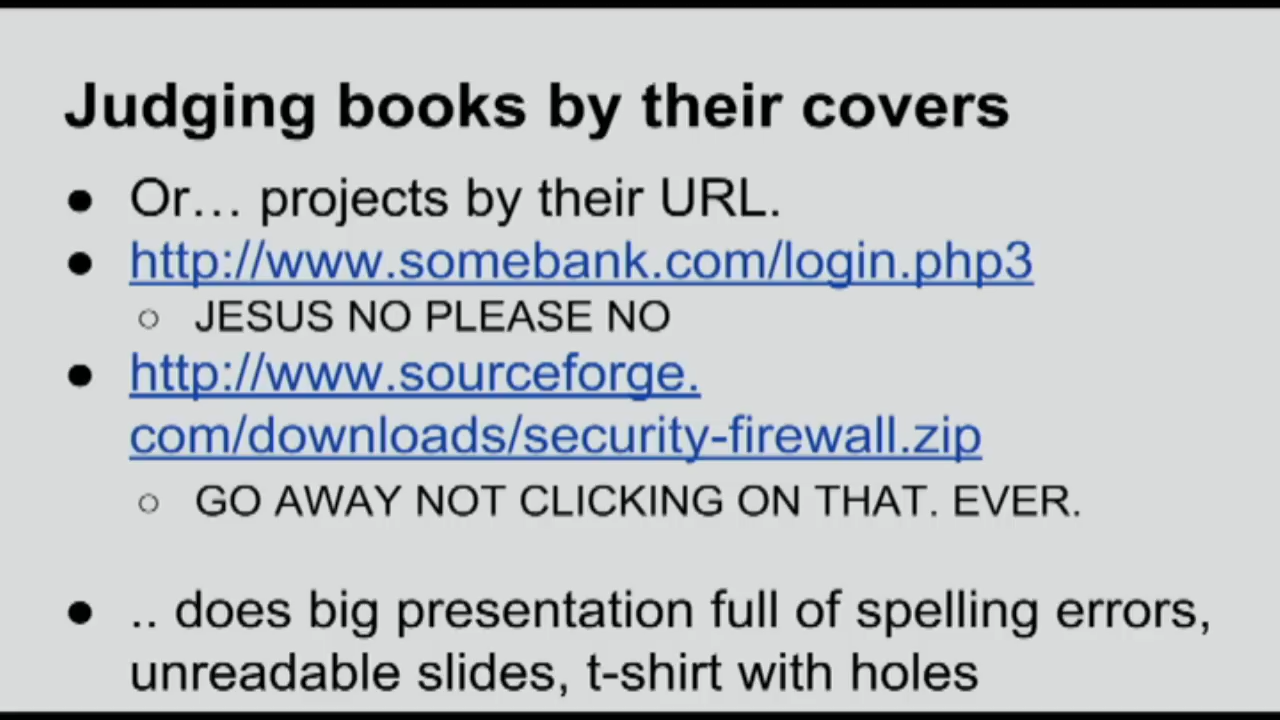 Judging books by their covers
● Or… projects by their URL.
● http://www.somebank.com/login.php3
○ JESUS NO PLEASE NO
● http://www.sourceforge.
com/downloads/security-firewall.zip
○ GO AWAY NOT CLICKING ON THAT. EVER.
● .. does big presentation full of spelling errors,
unreadable slides, t-shirt with holes